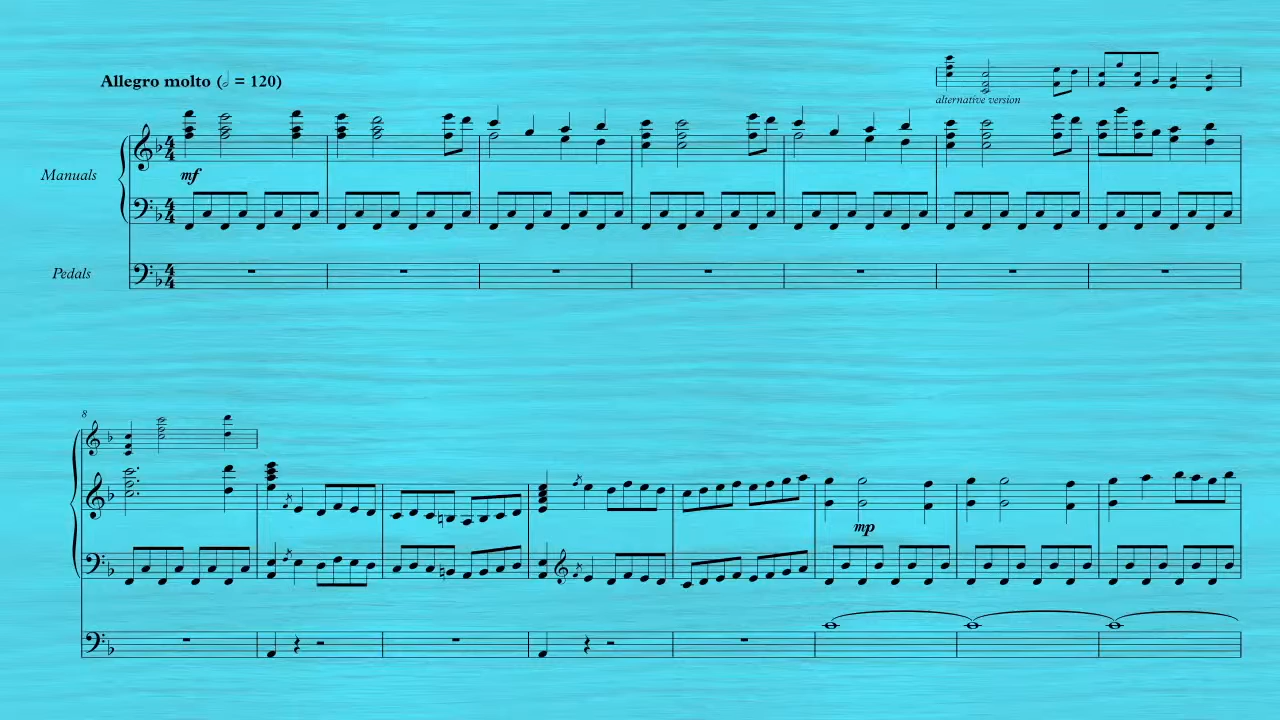 Allegro molto (𝅗𝅥 = 120)
alternative version
Manuals
mf
Pedals
8
mp